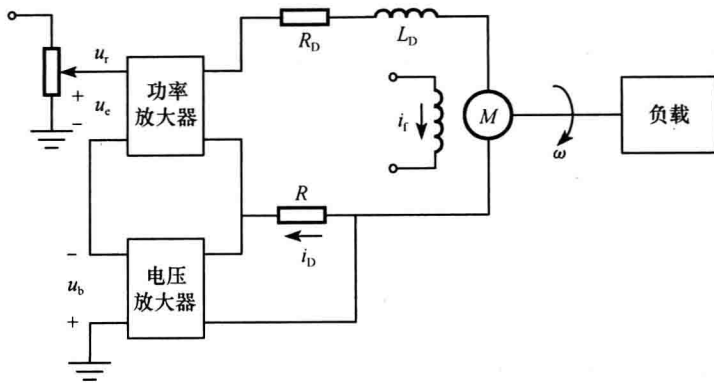 R_D
L_D
u_r
+
u_e
−
功率
放大器
i_f
M
ω
负载
R
i_D
−
u_b
+
电压
放大器